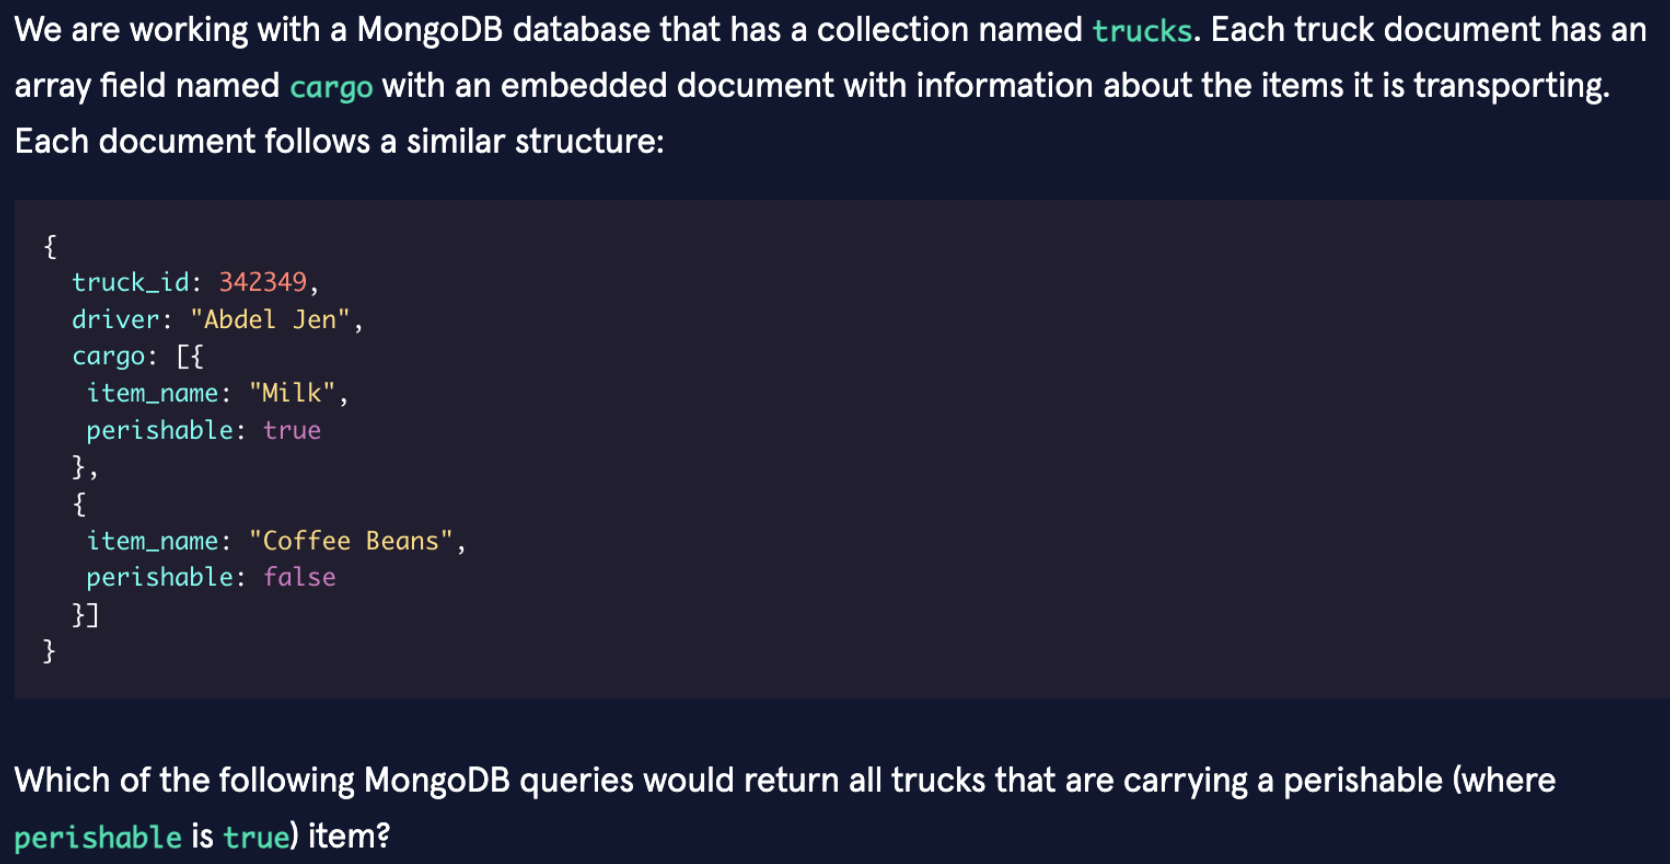 We are working with a MongoDB database that has a collection named trucks. Each truck document has an
array field named cargo with an embedded document with information about the items it is transporting.
Each document follows a similar structure:
{
  truck_id: 342349,
  driver: "Abdel Jen",
  cargo: [{
   item_name: "Milk",
   perishable: true
  },
  {
   item_name: "Coffee Beans",
   perishable: false
  }]
}
Which of the following MongoDB queries would return all trucks that are carrying a perishable (where
perishable is true) item?